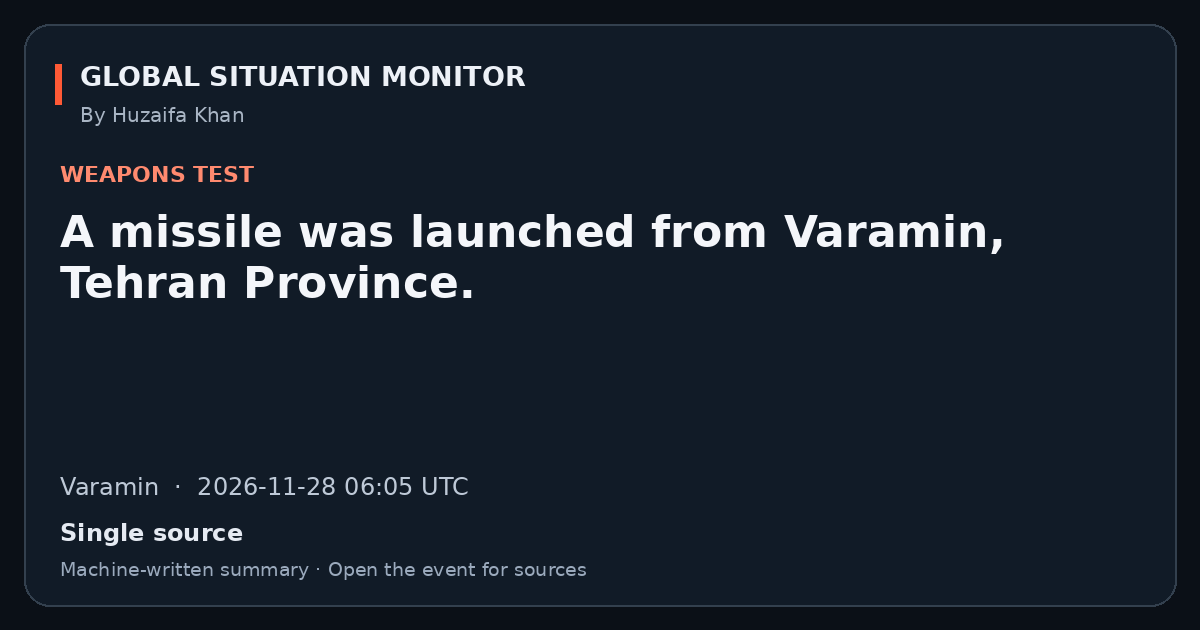 GLOBAL SITUATION MONITOR
By Huzaifa Khan
WEAPONS TEST
A missile was launched from Varamin,
Tehran Province.
Varamin · 2026-11-28 06:05 UTC
Single source
Machine-written summary · Open the event for sources